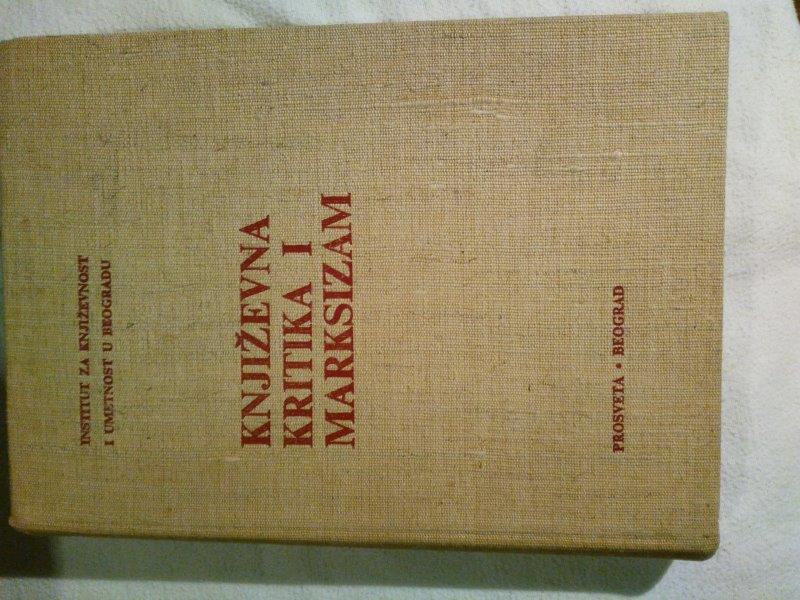 INSTITUT ZA KNJIŽEVNOST
I UMETNOST U BEOGRADU
KNJIŽEVNA
KRITIKA I
MARKSIZAM
PROSVETA • BEOGRAD